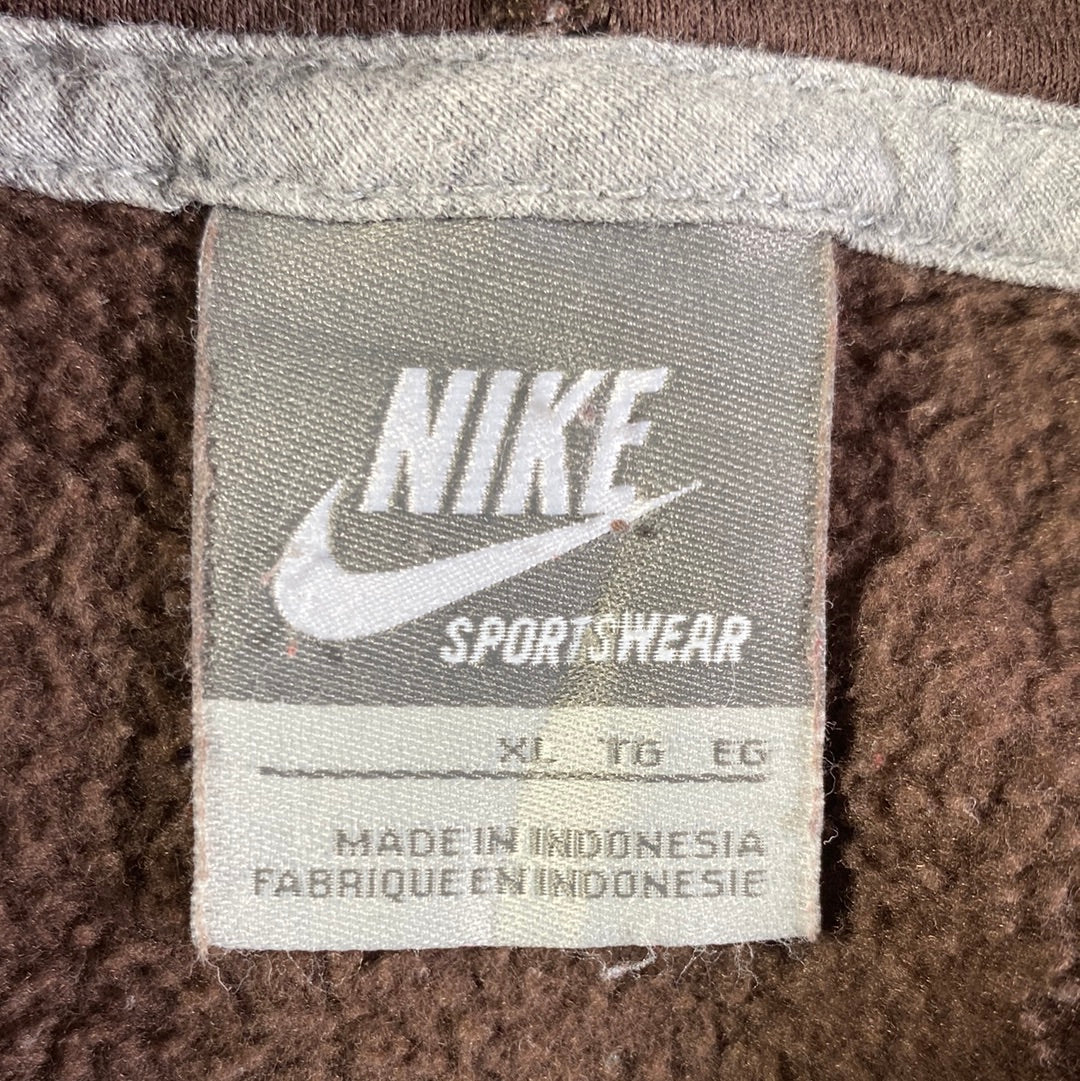 NIKE
SPORTSWEAR
XL TG EG
MADE IN INDONESIA
FABRIQUE EN INDONESIE